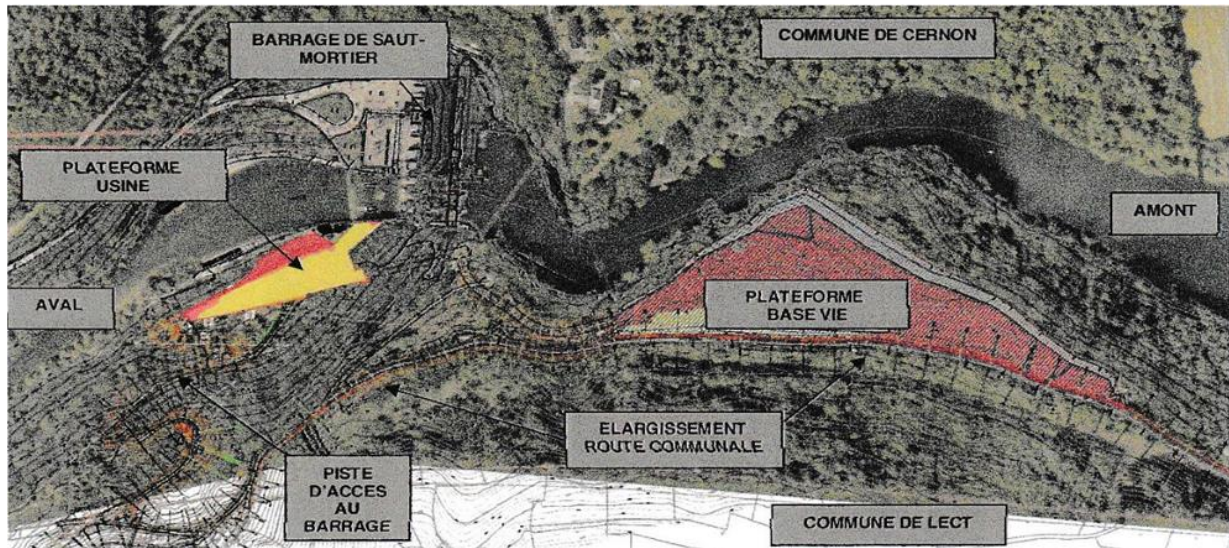 BARRAGE DE SAUT-
MORTIER
COMMUNE DE CERNON
PLATEFORME
USINE
AMONT
AVAL
PLATEFORME
BASE VIE
ELARGISSEMENT
ROUTE COMMUNALE
PISTE
D'ACCES
AU
BARRAGE
COMMUNE DE LECT